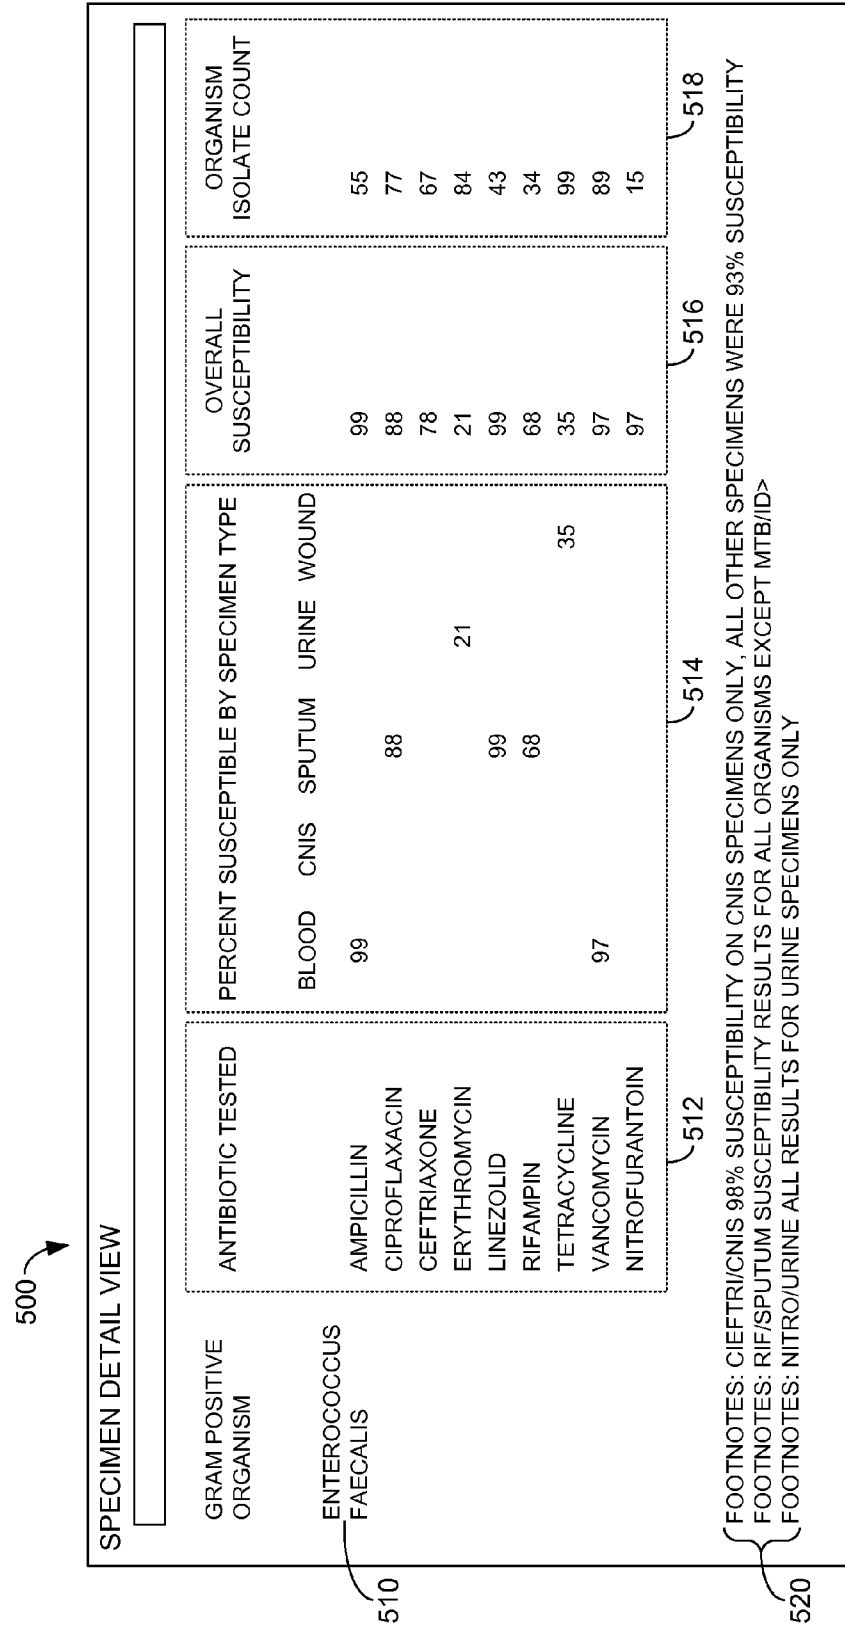 500
SPECIMEN DETAIL VIEW
GRAM POSITIVE
ORGANISM
ANTIBIOTIC TESTED
PERCENT SUSCEPTIBLE BY SPECIMEN TYPE
OVERALL
SUSCEPTIBILITY
ORGANISM
ISOLATE COUNT
BLOOD CNIS SPUTUM URINE WOUND
ENTEROCOCCUS
FAECALIS
AMPICILLIN 99 99 55
CIPROFLAXACIN 88 88 77
CEFTRIAXONE 78 67
ERYTHROMYCIN 21 21 84
LINEZOLID 99 99 43
RIFAMPIN 68 68 34
TETRACYCLINE 35 35 99
VANCOMYCIN 97 97 89
NITROFURANTOIN 97 15
510
512
514
516
518
FOOTNOTES: CIEFTRI/CNIS 98% SUSCEPTIBILITY ON CNIS SPECIMENS ONLY, ALL OTHER SPECIMENS WERE 93% SUSCEPTIBILITY
FOOTNOTES: RIF/SPUTUM SUSCEPTIBILITY RESULTS FOR ALL ORGANISMS EXCEPT MTB/ID>
FOOTNOTES: NITRO/URINE ALL RESULTS FOR URINE SPECIMENS ONLY
520